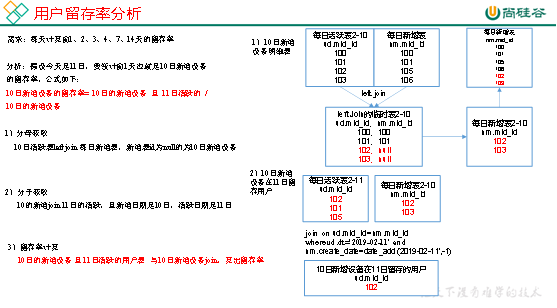 用户留存率分析
尚硅谷
需求：每天计算前1、2、3、4、7、14天的留存率
分析：假设今天是11日，要统计前1天也就是10日新增设备
的留存率，公式如下：
10日新增设备的留存率= 10日的新增设备 且 11日活跃的 /
10日的新增设备
1）分母获取
10日活跃表left join 每日新增表，新增表id为null的为10日新增设备
2）分子获取
10的新增join 11日的活跃，且新增日期是10日，活跃日期是11日
3）留存率计算
10日的新增设备 且 11日活跃的用户表 与10日新增设备join，算出留存率
1）10日新增
设备明细表
每日活跃表2-10
ud.mid_id
100
101
102
103
每日新增表
nm.mid_id
100
101
105
106
left join
leftJoin的临时表2-10
ud.mid_id、nm.mid_id
100、100
101、101
102、null
103、null
每日新增表
nm.mid_id
100
101
105
106
102
103
每日新增表2-10
nm.mid_id
102
103
2）10日新增
设备在11日留
存用户
每日活跃表2-11
ud.mid_id
102
101
105
每日新增表2-10
nm.mid_id
102
103
join on ud.mid_id=nm.mid_id
where ud.dt='2019-02-11' and
nm.create_date=date_add('2019-02-11',-1)
10日新增设备在11日留存的用户
ud.mid_id
102
下没有难学的技术